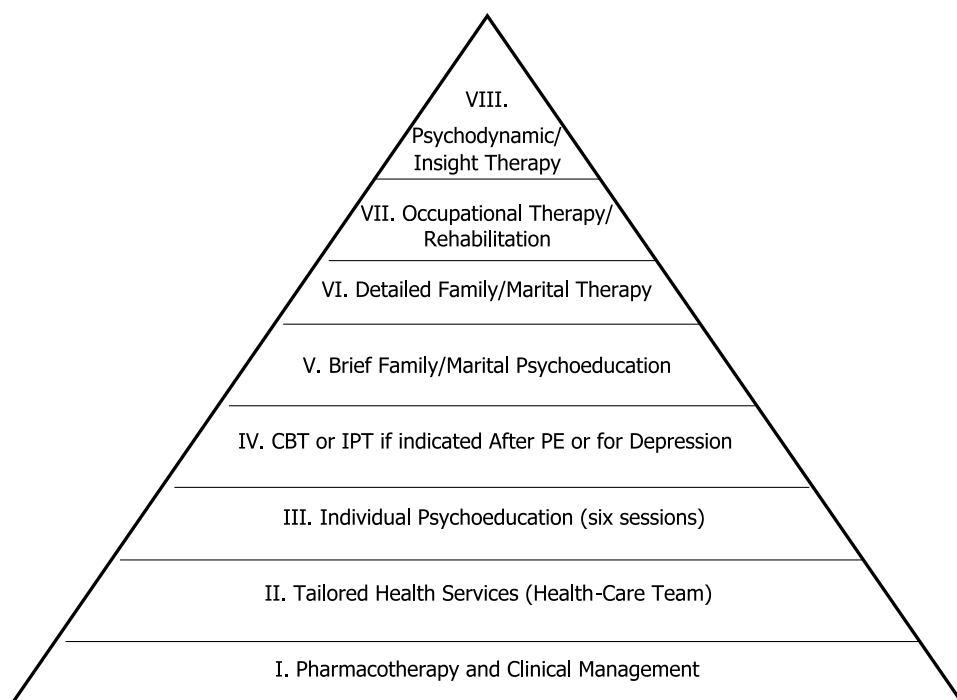 VIII.
Psychodynamic/
Insight Therapy
VII. Occupational Therapy/
Rehabilitation
VI. Detailed Family/Marital Therapy
V. Brief Family/Marital Psychoeducation
IV. CBT or IPT if indicated After PE or for Depression
III. Individual Psychoeducation (six sessions)
II. Tailored Health Services (Health-Care Team)
I. Pharmacotherapy and Clinical Management